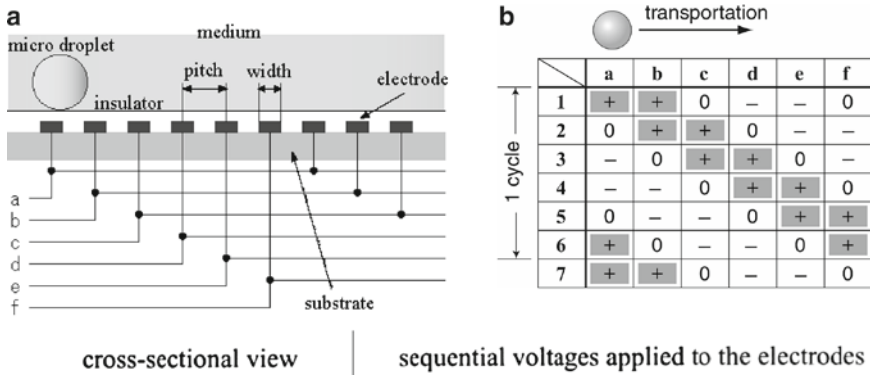 a
medium
micro droplet
pitch
width
electrode
insulator
a
b
c
d
e
f
substrate
b
transportation
a b c d e f
1 + + 0 – – 0
2 0 + + 0 – –
3 – 0 + + 0 –
4 – – 0 + + 0
5 0 – – 0 + +
6 + 0 – – 0 +
7 + + 0 – – 0
1 cycle
cross-sectional view
sequential voltages applied to the electrodes